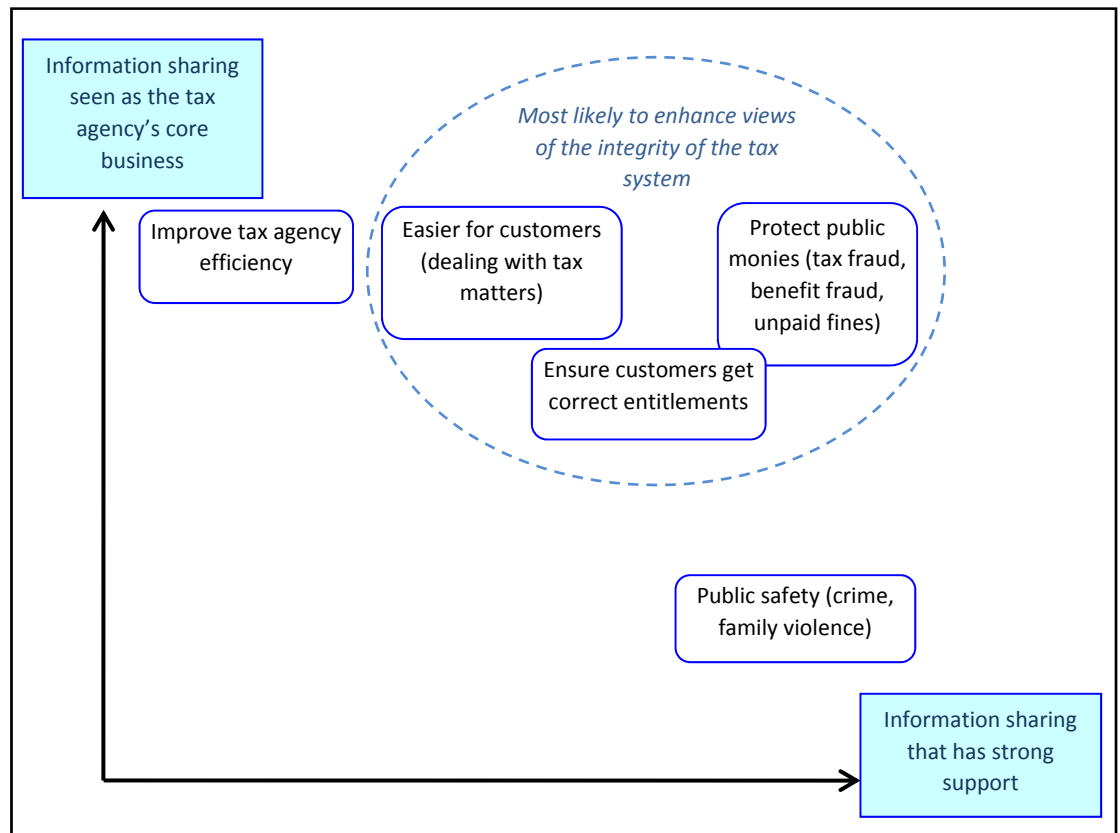 Information sharing
seen as the tax
agency’s core
business
Most likely to enhance views
of the integrity of the tax
system
Improve tax agency
efficiency
Easier for customers
(dealing with tax
matters)
Protect public
monies (tax fraud,
benefit fraud,
unpaid fines)
Ensure customers get
correct entitlements
Public safety (crime,
family violence)
Information sharing
that has strong
support